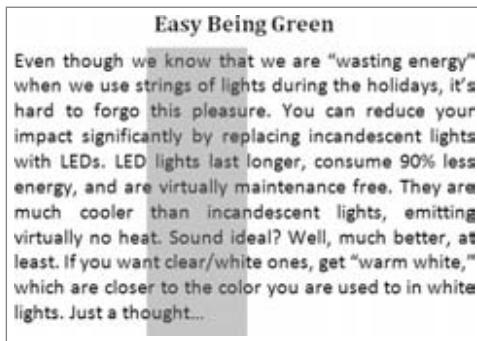 Easy Being Green
Even though we know that we are “wasting energy”
when we use strings of lights during the holidays, it’s
hard to forgo this pleasure. You can reduce your
impact significantly by replacing incandescent lights
with LEDs. LED lights last longer, consume 90% less
energy, and are virtually maintenance free. They are
much cooler than incandescent lights, emitting
virtually no heat. Sound ideal? Well, much better, at
least. If you want clear/white ones, get “warm white,”
which are closer to the color you are used to in white
lights. Just a thought…